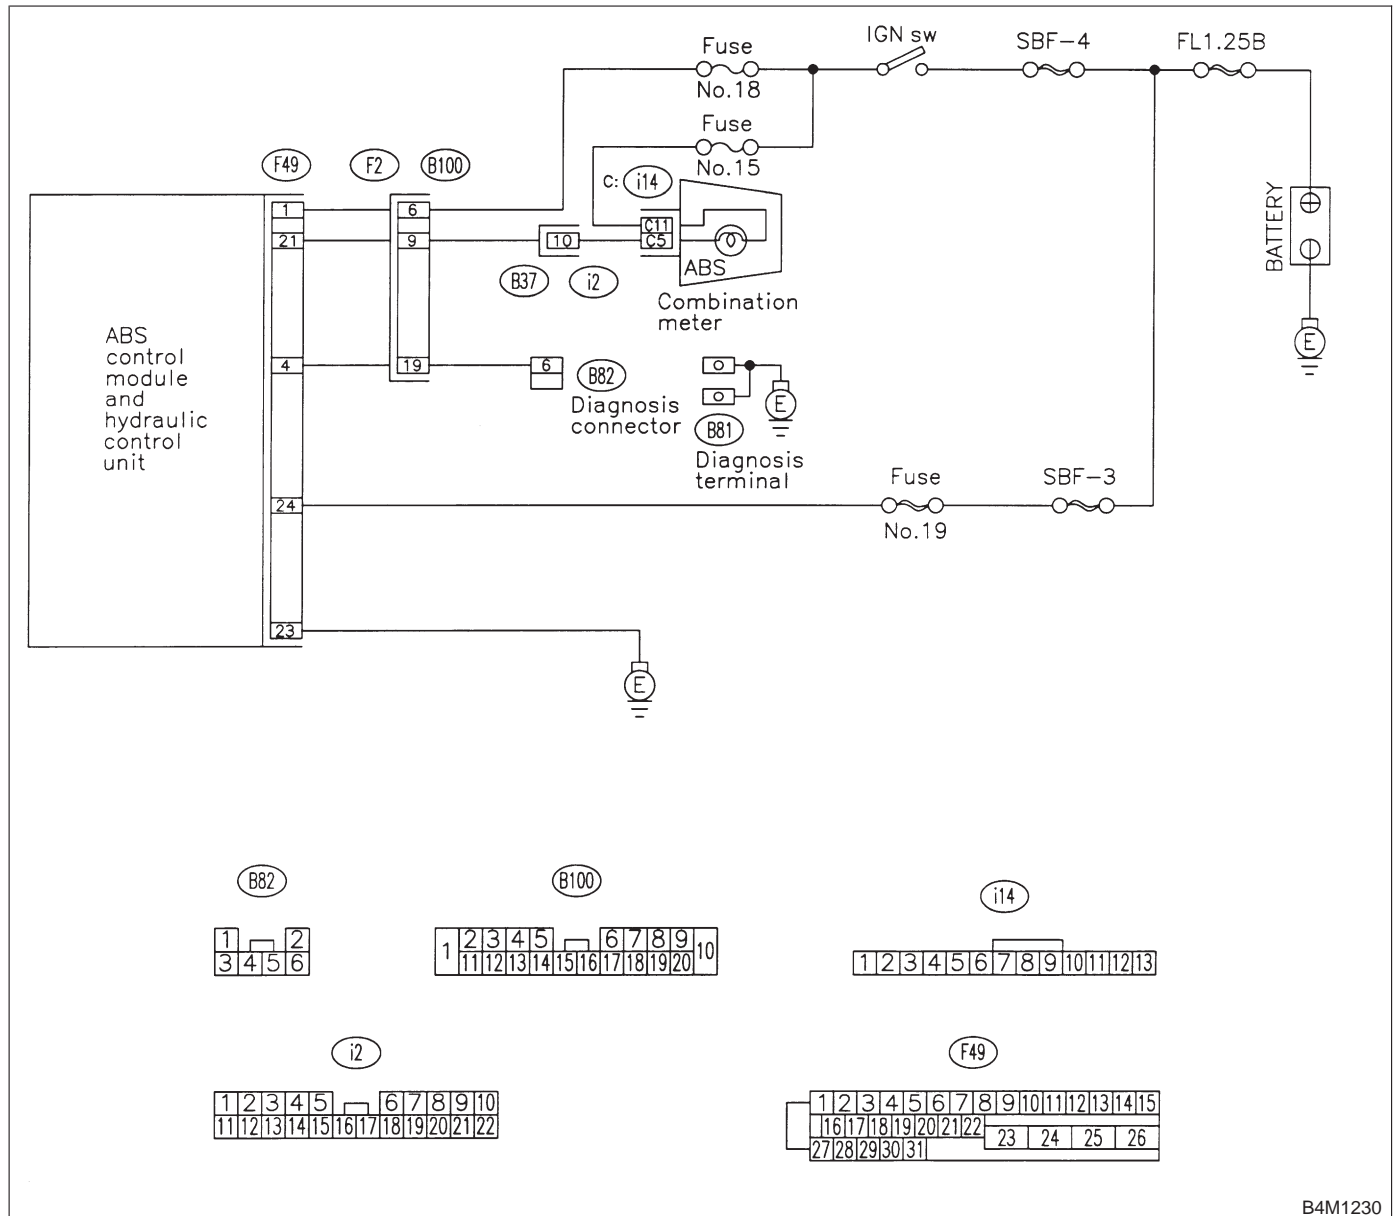 IGN sw
SBF-4
FL1.25B
Fuse
No.18
Fuse
No.15
F49
F2
B100
C: i14
1
6
C11
21
9
10
C5
ABS
B37
i2
Combination
meter
BATTERY
E
ABS
control
module
and
hydraulic
control
unit
4
19
6
B82
Diagnosis
connector
B81
E
Diagnosis
terminal
24
Fuse
No.19
SBF-3
23
E
B82
1 2
3 4 5 6
B100
1 2 3 4 5 6 7 8 9 10
11 12 13 14 15 16 17 18 19 20
i14
1 2 3 4 5 6 7 8 9 10 11 12 13
i2
1 2 3 4 5 6 7 8 9 10
11 12 13 14 15 16 17 18 19 20 21 22
F49
1 2 3 4 5 6 7 8 9 10 11 12 13 14 15
16 17 18 19 20 21 22 23 24 25 26
27 28 29 30 31
B4M1230